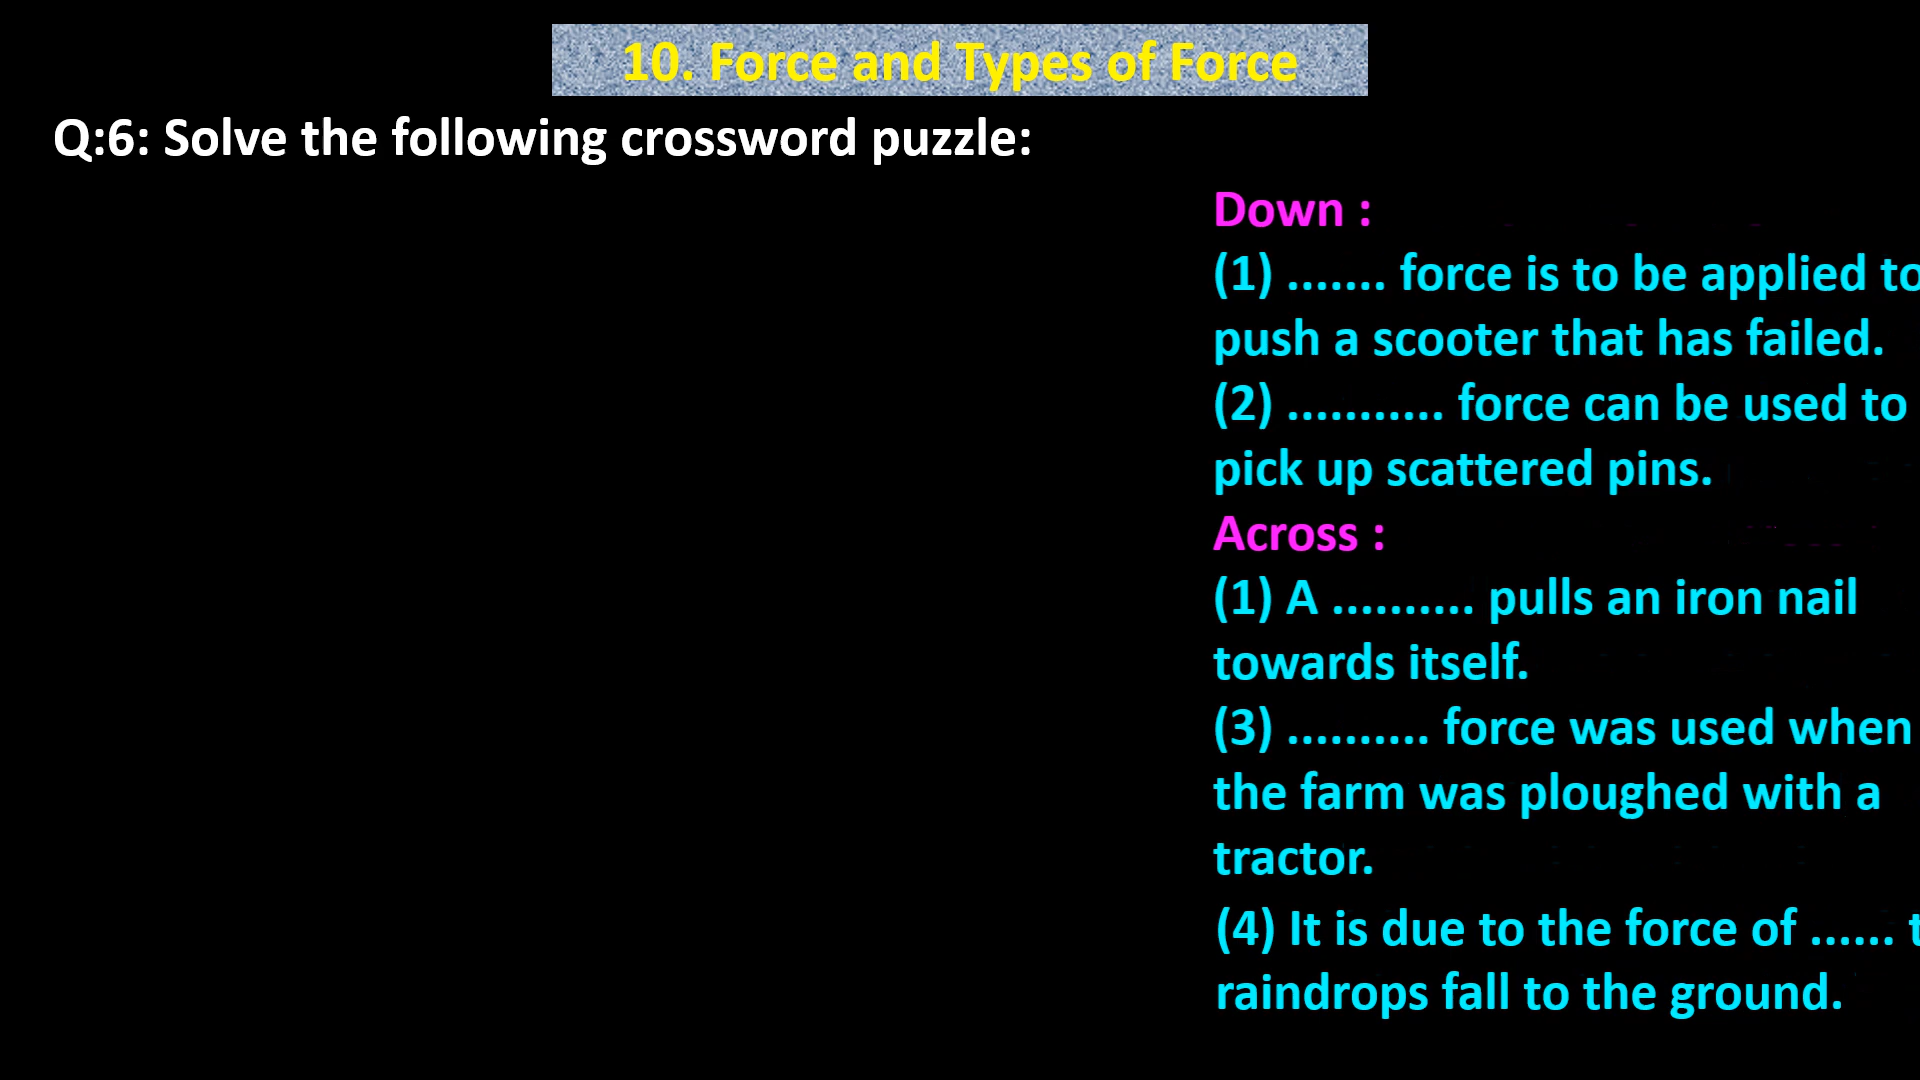 10. Force and Types of Force
Q:6: Solve the following crossword puzzle:
Down :
(1) ....... force is to be applied to
push a scooter that has failed.
(2) ........... force can be used to
pick up scattered pins.
Across :
(1) A .......... pulls an iron nail
towards itself.
(3) .......... force was used when
the farm was ploughed with a
tractor.
(4) It is due to the force of ......
raindrops fall to the ground.